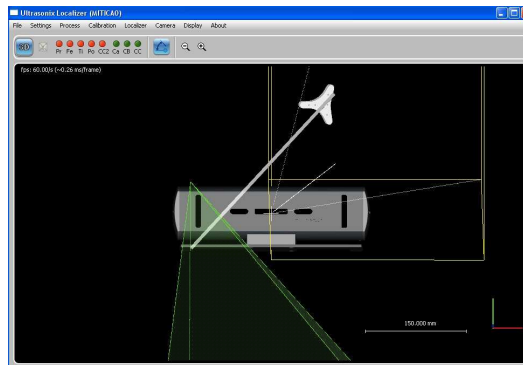 Ultrasonix Localizer (MITICA0)
File Settings Process Calibration Localizer Camera Display About
Pr Fe Ti Po CC2 Ca CB CC
fps: 60.00/s (~0.26 ms/frame)
150.000 mm